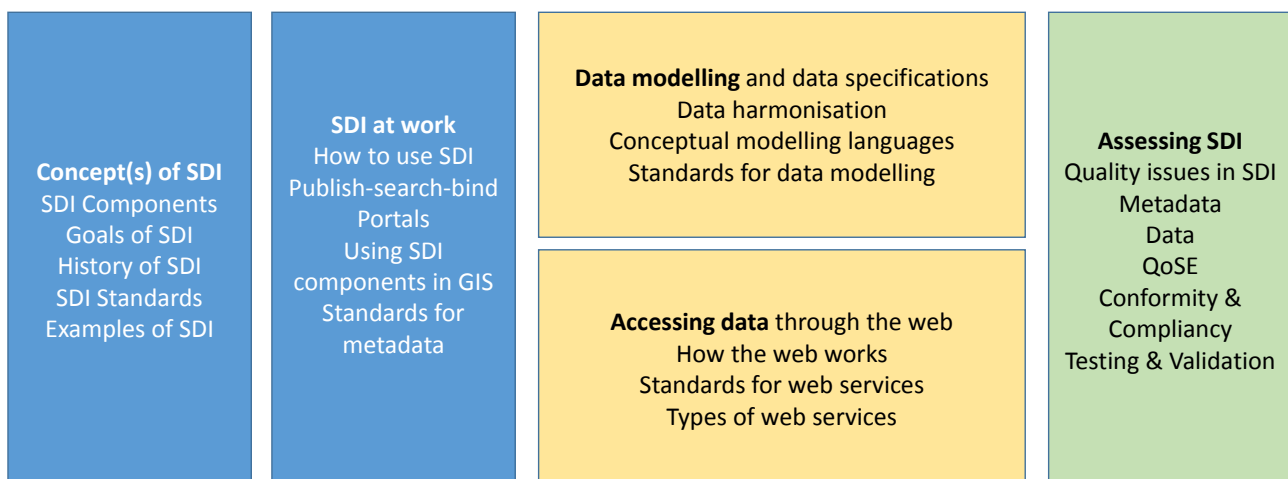 Concept(s) of SDI
SDI Components
Goals of SDI
History of SDI
SDI Standards
Examples of SDI
SDI at work
How to use SDI
Publish-search-bind
Portals
Using SDI
components in GIS
Standards for
metadata
Data modelling and data specifications
Data harmonisation
Conceptual modelling languages
Standards for data modelling
Accessing data through the web
How the web works
Standards for web services
Types of web services
Assessing SDI
Quality issues in SDI
Metadata
Data
QoSE
Conformity &
Compliancy
Testing & Validation